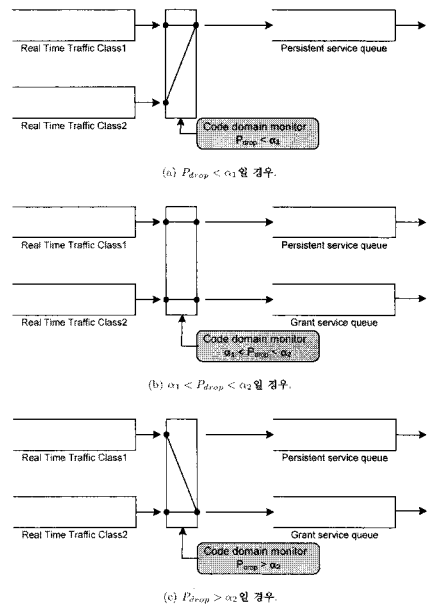 Real Time Traffic Class1
Persistent service queue
Real Time Traffic Class2
Code domain monitor
P_drop < α₁
(a) P_drop < α₁일 경우.
Real Time Traffic Class1
Persistent service queue
Real Time Traffic Class2
Grant service queue
Code domain monitor
α₁ < P_drop < α₂
(b) α₁ < P_drop < α₂일 경우.
Real Time Traffic Class1
Persistent service queue
Real Time Traffic Class2
Grant service queue
Code domain monitor
P_drop > α₂
(c) P_drop > α₂일 경우.